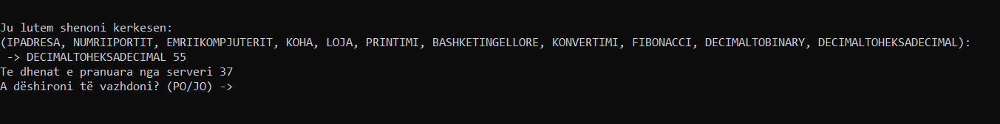 Ju lutem shenoni kerkesen:
(IPADRESA, NUMRIIPORTIT, EMRIIKOMPJUTERIT, KOHA, LOJA, PRINTIMI, BASHKETINGELLORE, KONVERTIMI, FIBONACCI, DECIMALTOBINARY, DECIMALTOHEKSADECIMAL):
-> DECIMALTOHEKSADECIMAL 55
Te dhenat e pranuara nga serveri 37
A dëshironi të vazhdoni? (PO/JO) ->